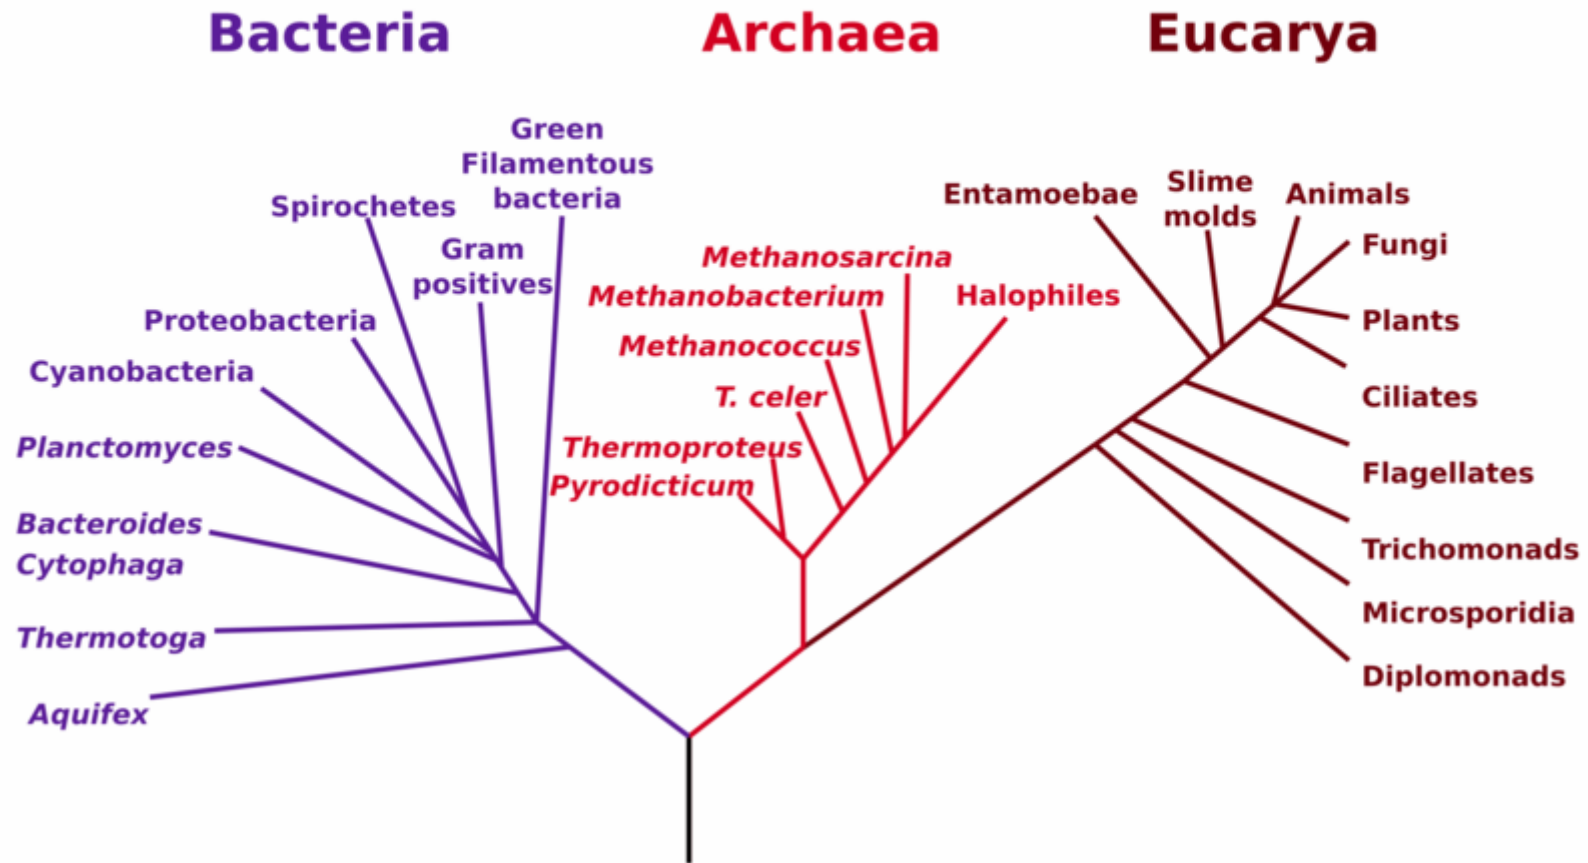 Bacteria
Archaea
Eucarya
Green
Filamentous
bacteria
Spirochetes
Gram
positives
Proteobacteria
Cyanobacteria
Planctomyces
Bacteroides
Cytophaga
Thermotoga
Aquifex
Methanosarcina
Methanobacterium
Halophiles
Methanococcus
T. celer
Thermoproteus
Pyrodicticum
Entamoebae
Slime
molds
Animals
Fungi
Plants
Ciliates
Flagellates
Trichomonads
Microsporidia
Diplomonads